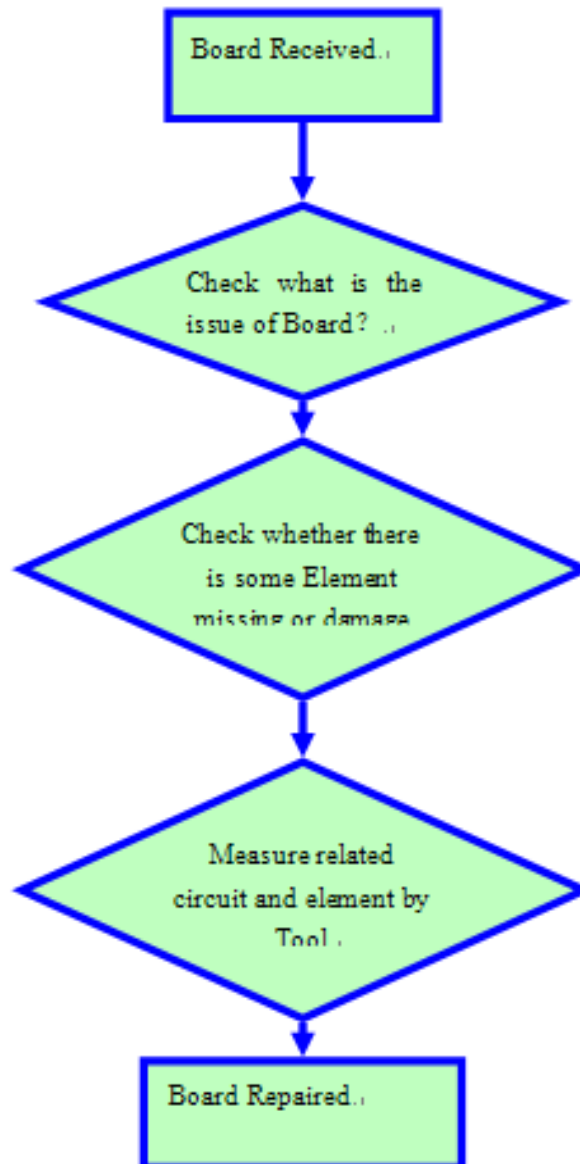 Board Received.
Check what is the
issue of Board?
Check whether there
is some Element
missing or damage
Measure related
circuit and element by
Tool
Board Repaired.